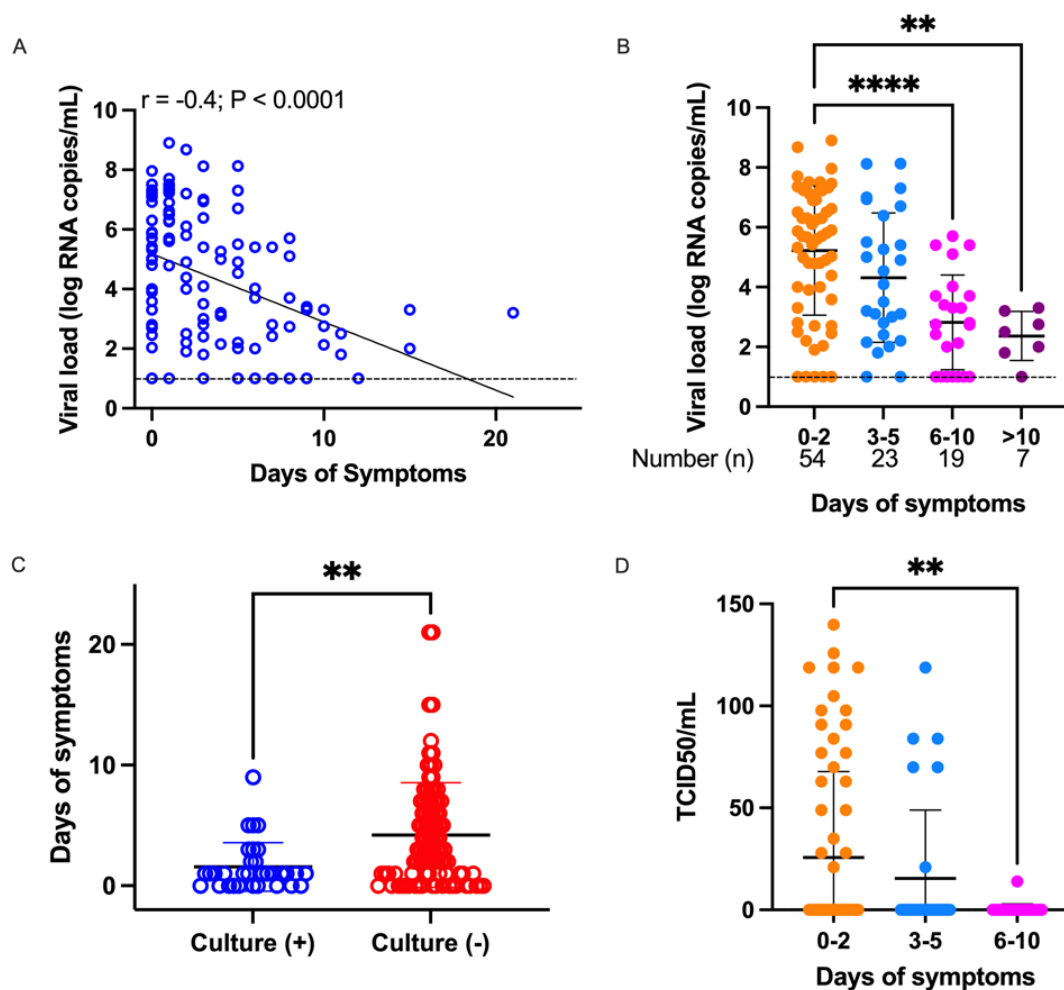 A
r = -0.4; P < 0.0001
Viral load (log RNA copies/mL)
10
8
6
4
2
0
0 10 20
Days of Symptoms
B
**
****
Viral load (log RNA copies/mL)
10
8
6
4
2
0
0-2 3-5 6-10 >10
Number (n) 54 23 19 7
Days of symptoms
C
**
Days of symptoms
20
10
0
Culture (+) Culture (-)
D
**
TCID50/mL
150
100
50
0
0-2 3-5 6-10
Days of symptoms